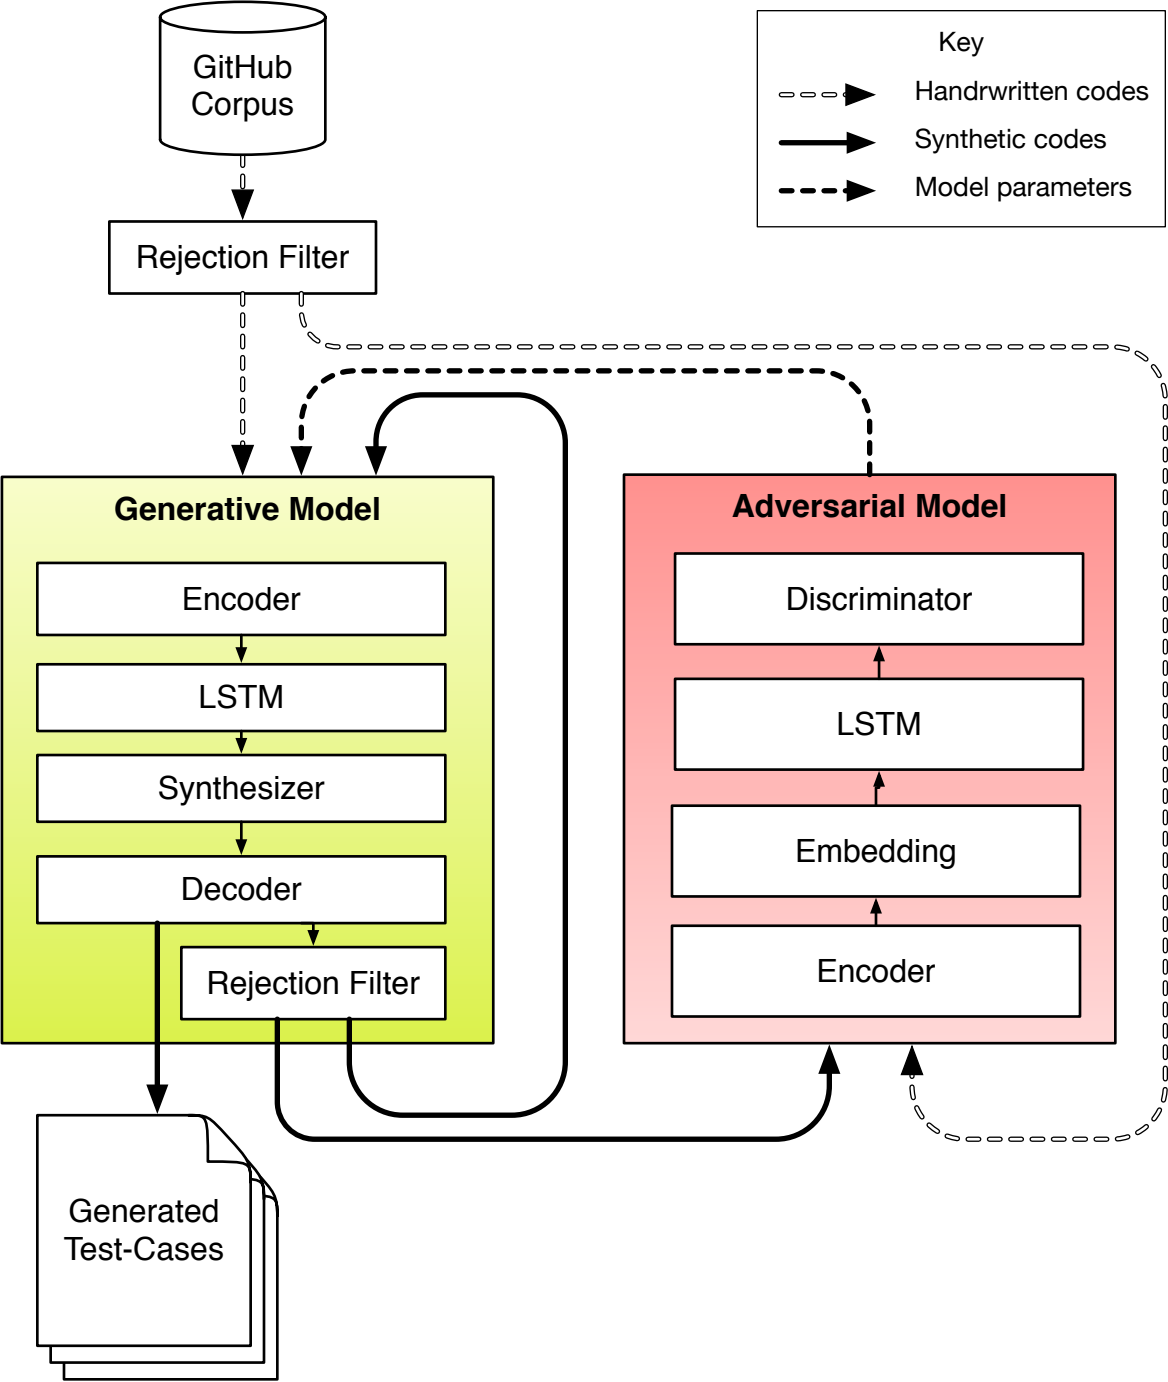 GitHub
Corpus
Key
Handrwritten codes
Synthetic codes
Model parameters
Rejection Filter
Generative Model
Encoder
LSTM
Synthesizer
Decoder
Rejection Filter
Adversarial Model
Discriminator
LSTM
Embedding
Encoder
Generated
Test-Cases